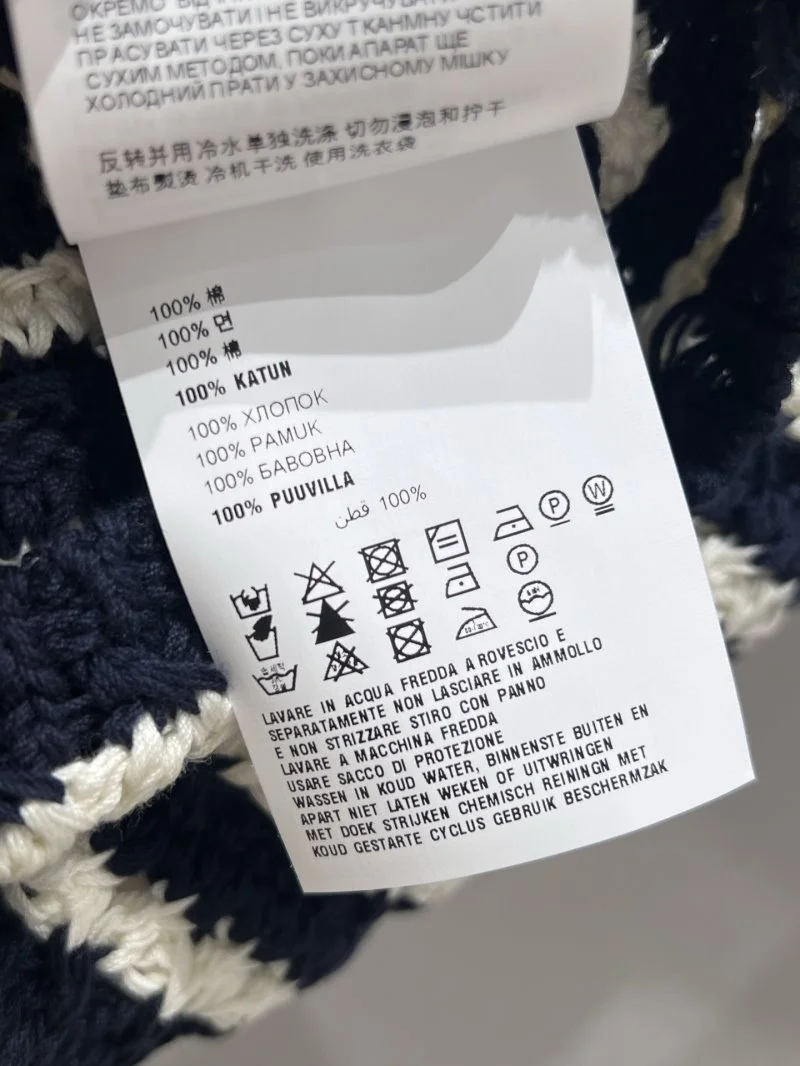 ОКРЕМО
НЕ ЗАМОЧУВАТИ І НЕ ВИКРУЧУВАТИ
ПРАСУВАТИ ЧЕРЕЗ СУХУ ТКАНМНУ ЧСТИТИ
СУХИМ МЕТОДОМ, ПОКИ АПАРАТ ЩЕ
ХОЛОДНИЙ ПРАТИ У ЗАХИСНОМУ МІШКУ
反转并用冷水单独洗涤 切勿浸泡和拧干
垫布熨烫 冷机干洗 使用洗衣袋
100% 棉
100% 면
100% 棉
100% KATUN
100% ХЛОПОК
100% PAMUK
100% БАВОВНА
100% PUUVILLA
100% قطن
P W
P
LAVARE IN ACQUA FREDDA A ROVESCIO E
SEPARATAMENTE NON LASCIARE IN AMMOLLO
E NON STRIZZARE STIRO CON PANNO
LAVARE A MACCHINA FREDDA
USARE SACCO DI PROTEZIONE
WASSEN IN KOUD WATER, BINNENSTE BUITEN EN
APART NIET LATEN WEKEN OF UITWRINGEN
MET DOEK STRIJKEN CHEMISCH REININGN MET
KOUD GESTARTE CYCLUS GEBRUIK BESCHERMZAK